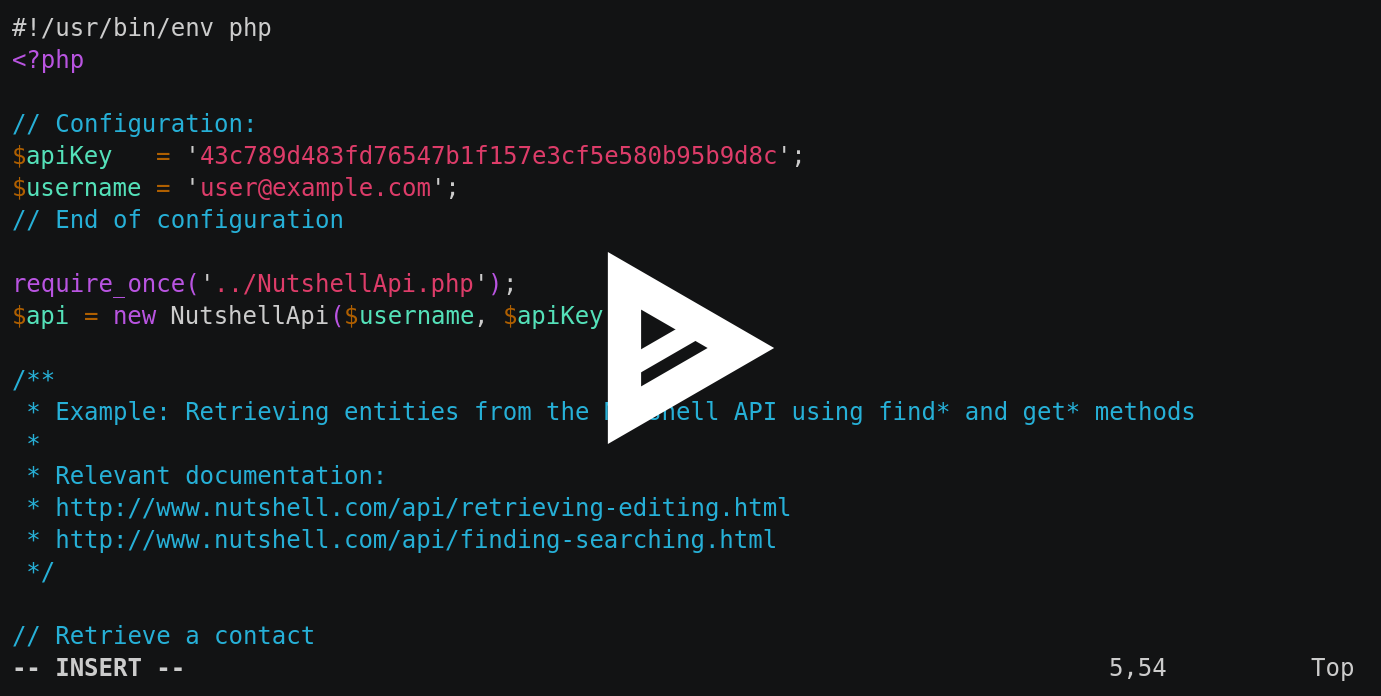 #!/usr/bin/env php
<?php
// Configuration:
$apiKey   = '43c789d483fd76547b1f157e3cf5e580b95b9d8c';
$username = 'user@example.com';
// End of configuration
require_once('../NutshellApi.php');
$api = new NutshellApi($username, $apiKey
/**
 * Example: Retrieving entities from the API using find* and get* methods
 *
 * Relevant documentation:
 * http://www.nutshell.com/api/retrieving-editing.html
 * http://www.nutshell.com/api/finding-searching.html
 */
// Retrieve a contact
-- INSERT -- 5,54 Top